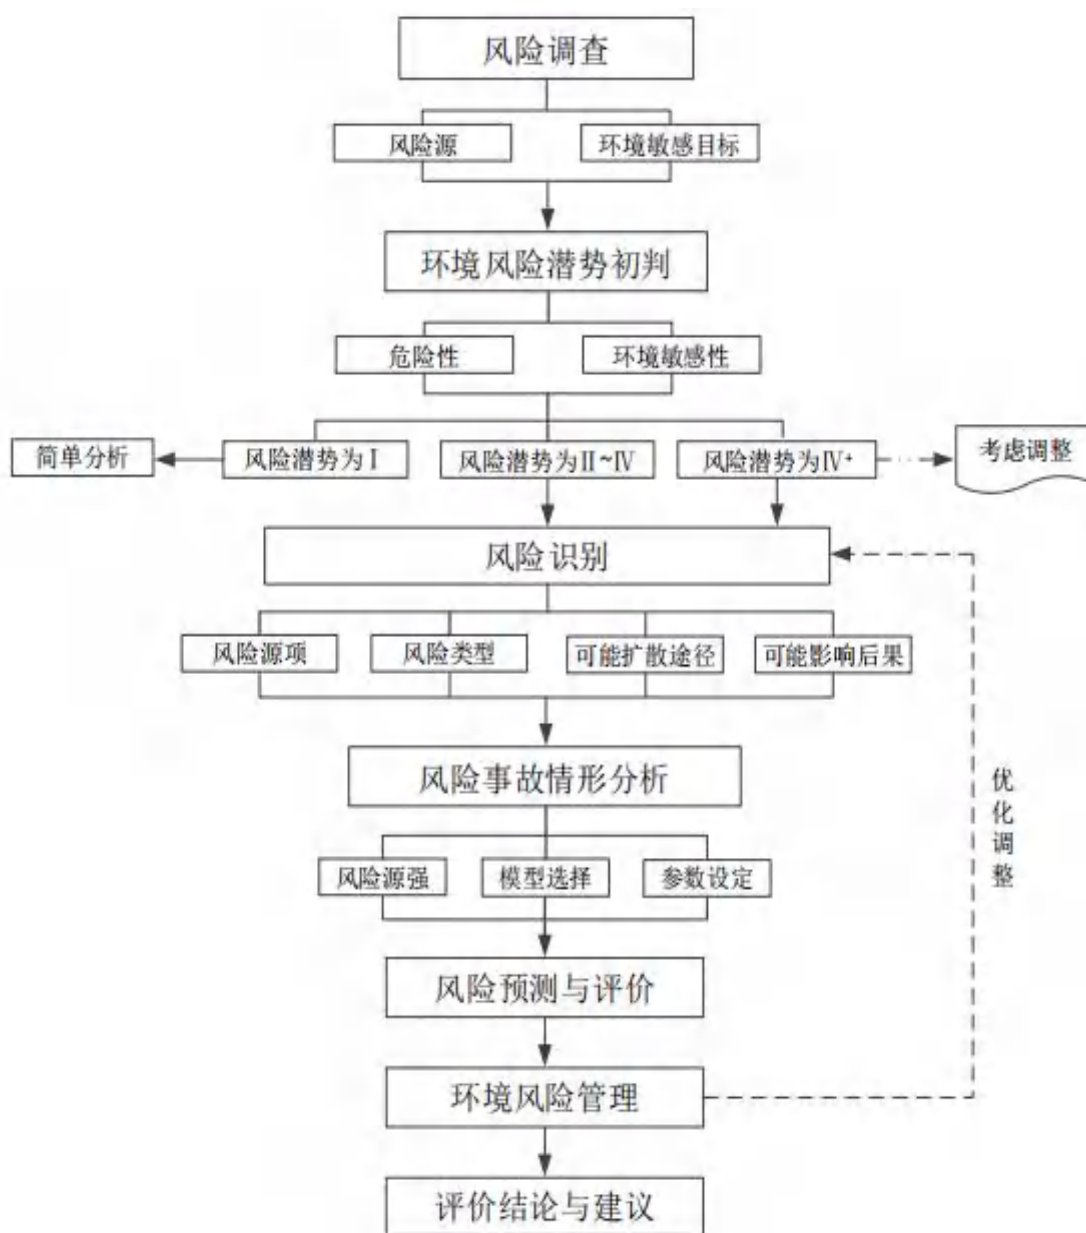 风险调查
风险源
环境敏感目标
环境风险潜势初判
危险性
环境敏感性
简单分析
风险潜势为Ⅰ
风险潜势为Ⅱ~Ⅳ
风险潜势为Ⅳ+
考虑调整
风险识别
风险源项
风险类型
可能扩散途径
可能影响后果
风险事故情形分析
优化调整
风险源强
模型选择
参数设定
风险预测与评价
环境风险管理
评价结论与建议